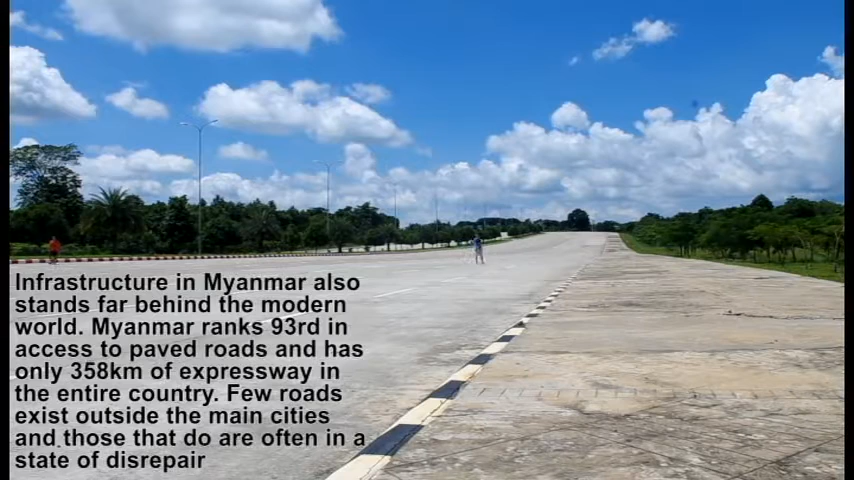 Infrastructure in Myanmar also
stands far behind the modern
world. Myanmar ranks 93rd in
access to paved roads and has
only 358km of expressway in
the entire country. Few roads
exist outside the main cities
and those that do are often in a
state of disrepair